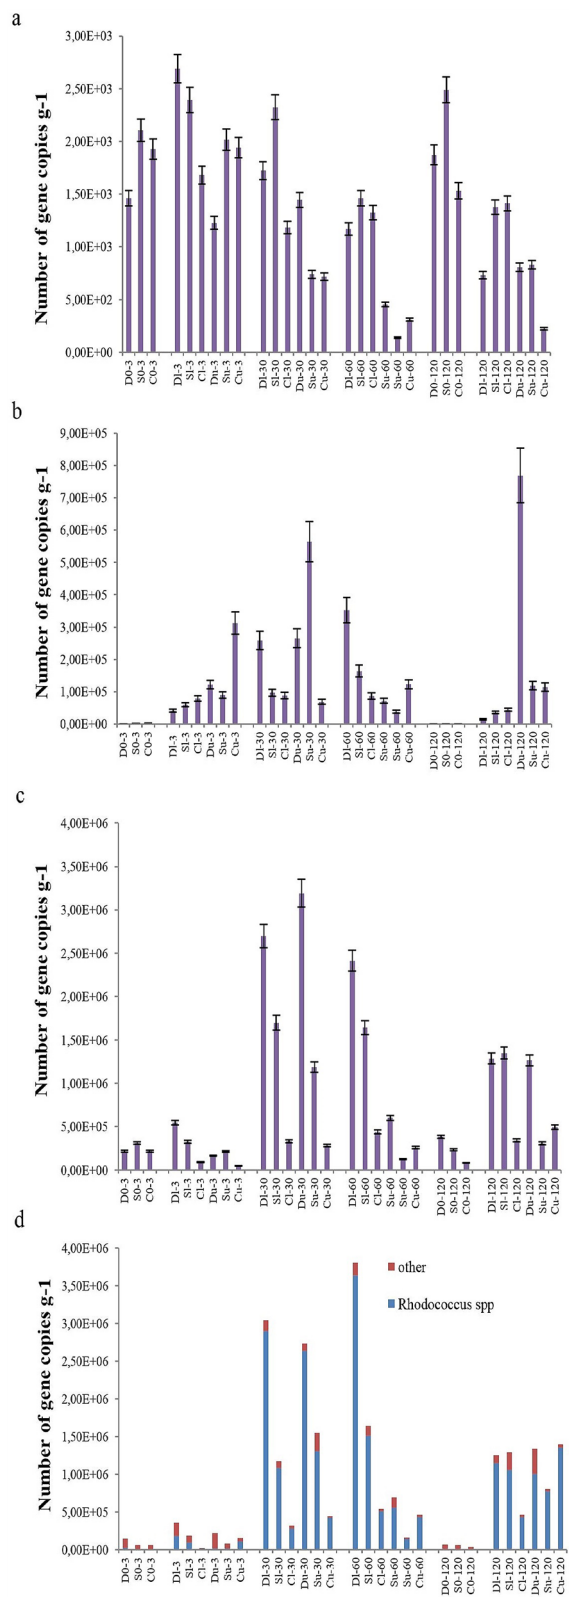 a
Number of gene copies g-1
3,00E+03
2,50E+03
2,00E+03
1,50E+03
1,00E+03
5,00E+02
0,00E+00
D0-3 S0-3 C0-3 Dl-3 Sl-3 Cl-3 Du-3 Su-3 Cu-3 Dl-30 Sl-30 Cl-30 Du-30 Su-30 Cu-30 Dl-60 Sl-60 Cl-60 Su-60 Su-60 Cu-60 D0-120 S0-120 C0-120 Dl-120 Sl-120 Cl-120 Du-120 Su-120 Cu-120
b
Number of gene copies g-1
9,00E+05
8,00E+05
7,00E+05
6,00E+05
5,00E+05
4,00E+05
3,00E+05
2,00E+05
1,00E+05
0,00E+00
D0-3 S0-3 C0-3 Dl-3 Sl-3 Cl-3 Du-3 Su-3 Cu-3 Dl-30 Sl-30 Cl-30 Du-30 Su-30 Cu-30 Dl-60 Sl-60 Cl-60 Su-60 Su-60 Cu-60 D0-120 S0-120 C0-120 Dl-120 Sl-120 Cl-120 Du-120 Su-120 Cu-120
c
Number of gene copies g-1
4,00E+06
3,50E+06
3,00E+06
2,50E+06
2,00E+06
1,50E+06
1,00E+06
5,00E+05
0,00E+00
D0-3 S0-3 C0-3 Dl-3 Sl-3 Cl-3 Du-3 Su-3 Cu-3 Dl-30 Sl-30 Cl-30 Du-30 Su-30 Cu-30 Dl-60 Sl-60 Cl-60 Su-60 Su-60 Cu-60 D0-120 S0-120 C0-120 Dl-120 Sl-120 Cl-120 Du-120 Su-120 Cu-120
d
Number of gene copies g-1
4,00E+06
3,50E+06
3,00E+06
2,50E+06
2,00E+06
1,50E+06
1,00E+06
5,00E+05
0,00E+00
other
Rhodococcus spp
D0-3 S0-3 C0-3 Dl-3 Sl-3 Cl-3 Du-3 Su-3 Cu-3 Dl-30 Sl-30 Cl-30 Du-30 Su-30 Cu-30 Dl-60 Sl-60 Cl-60 Su-60 Su-60 Cu-60 D0-120 S0-120 C0-120 Dl-120 Sl-120 Cl-120 Du-120 Su-120 Cu-120